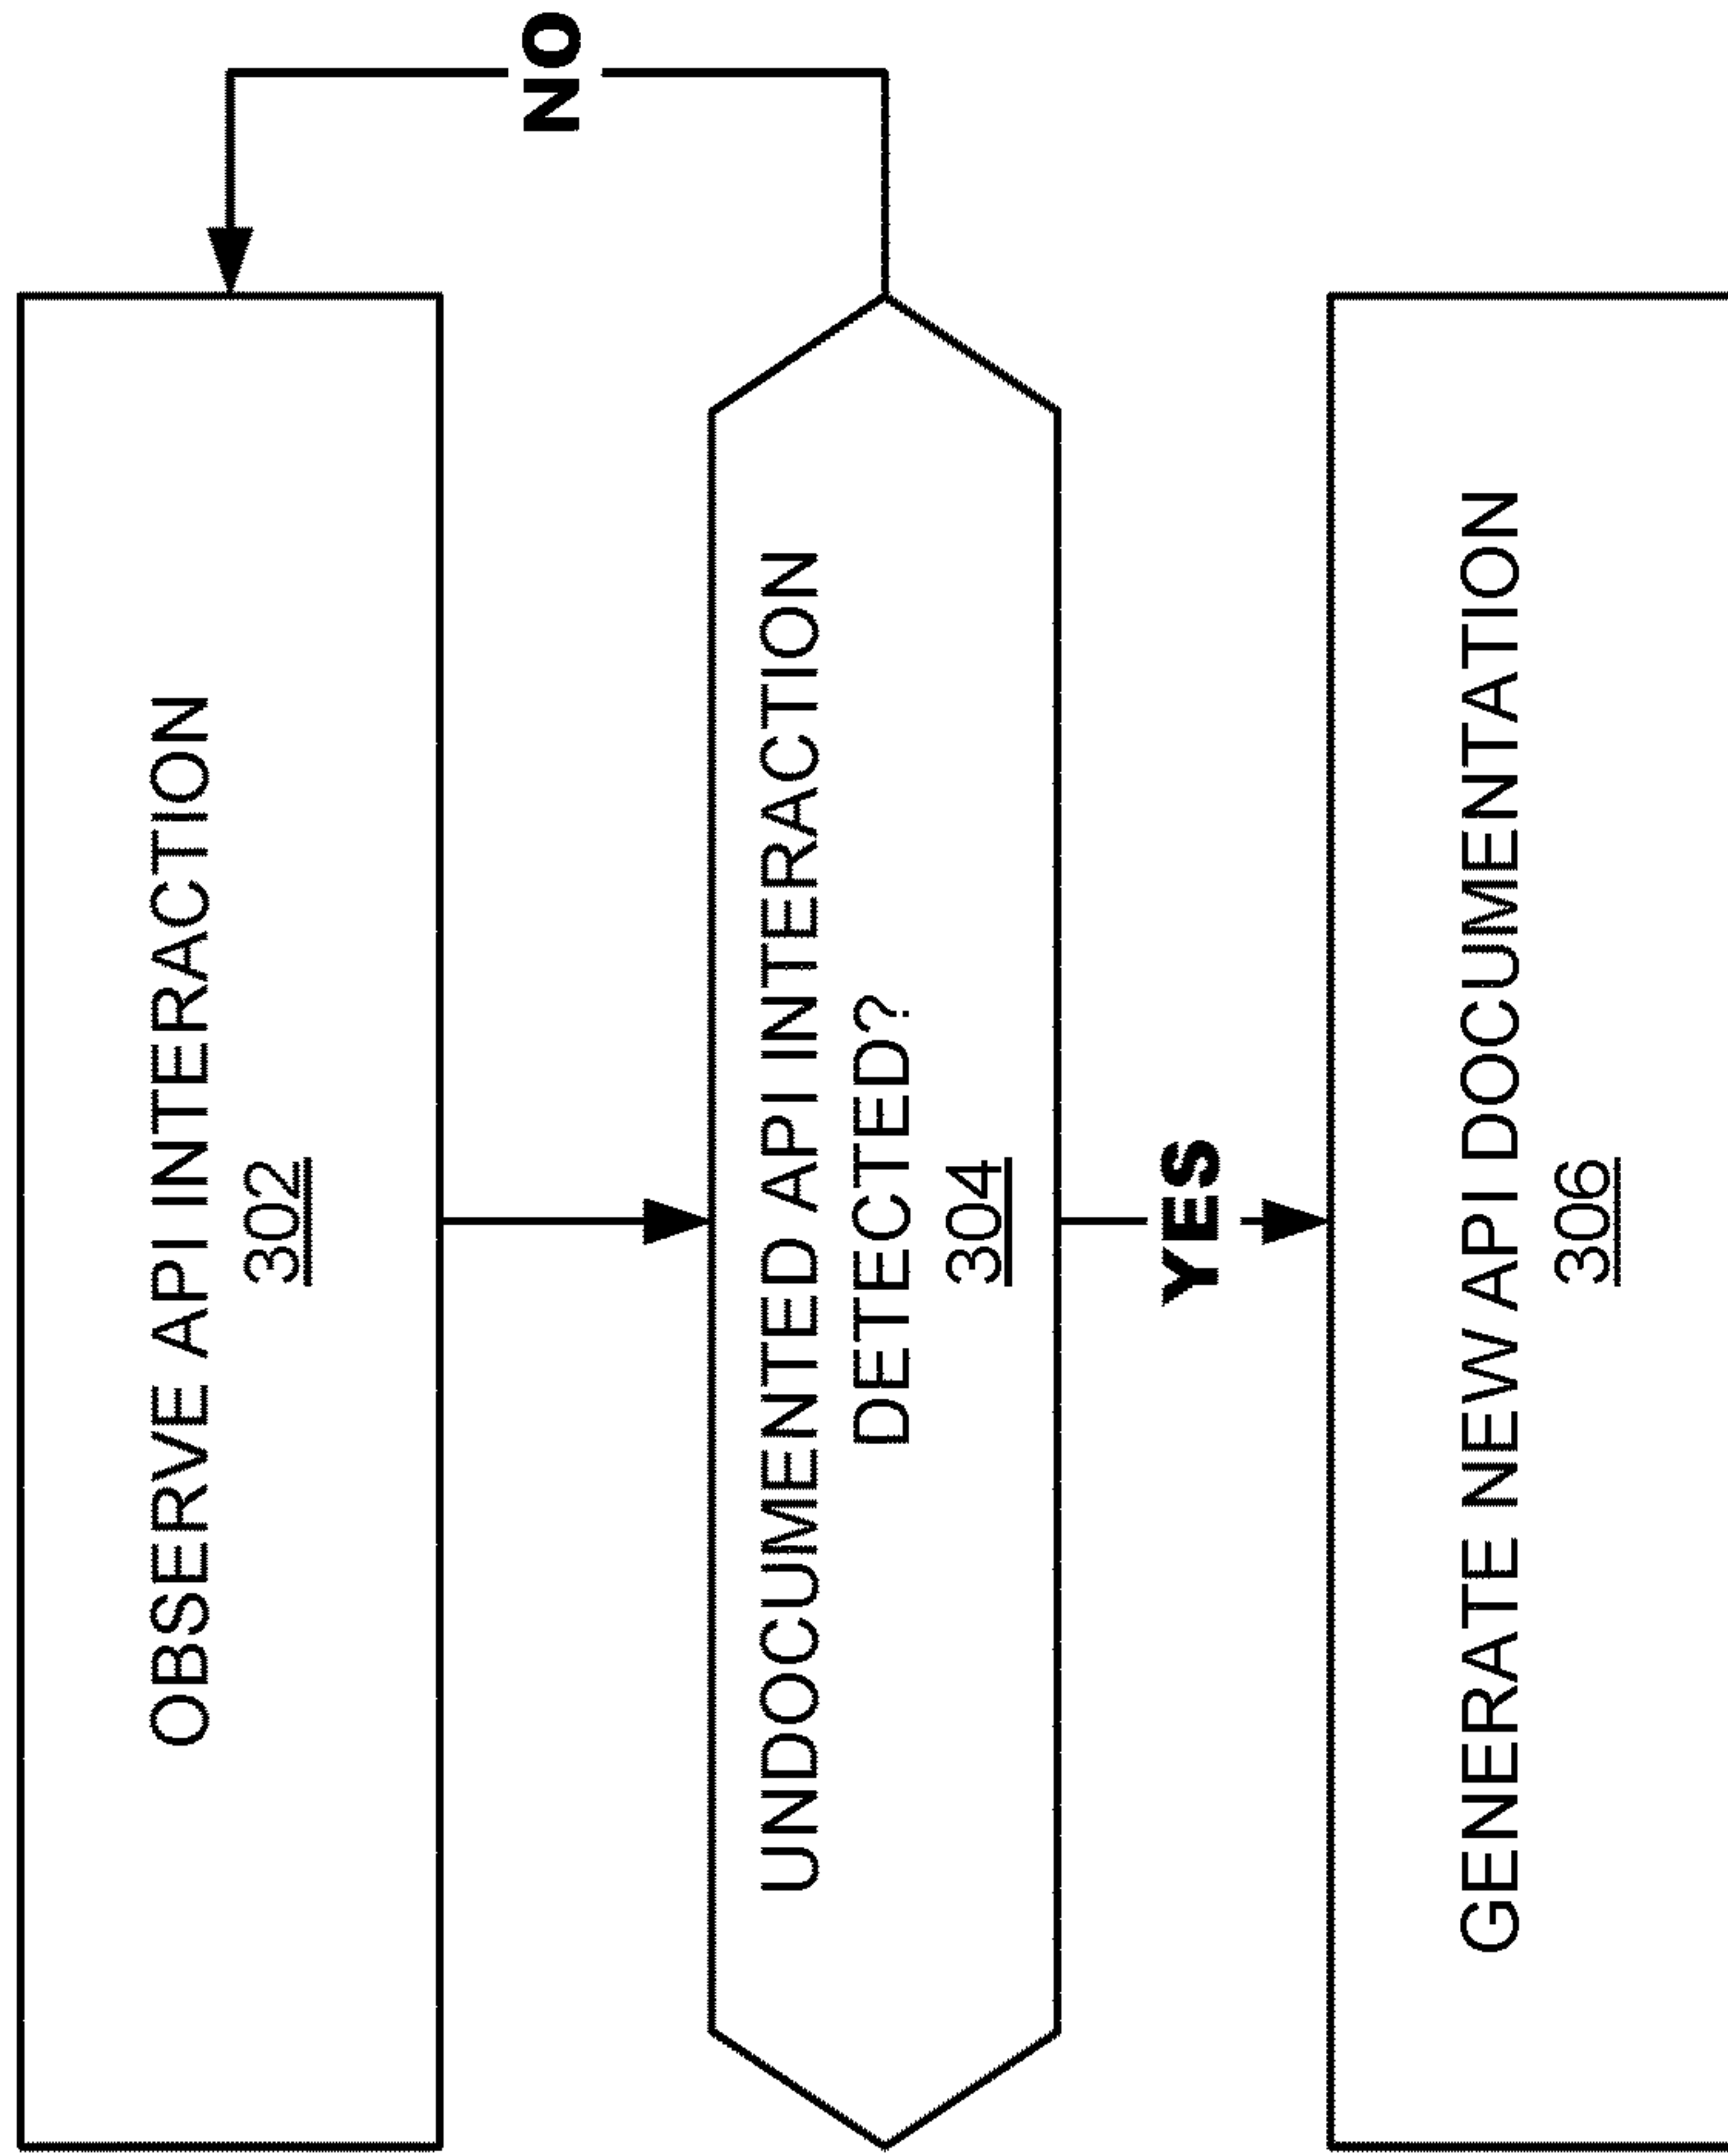 OBSERVE API INTERACTION
302
NO
UNDOCUMENTED API INTERACTION
DETECTED?
304
YES
GENERATE NEW API DOCUMENTATION
306